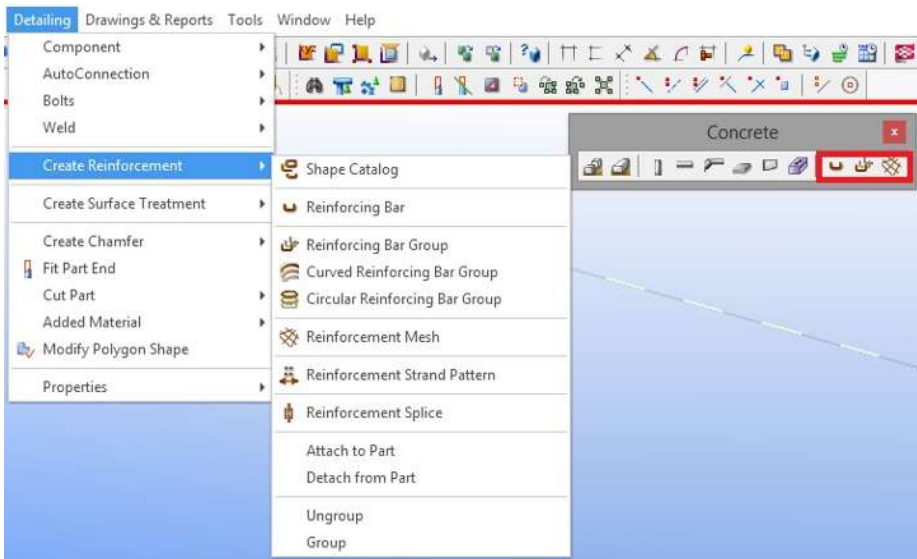 Detailing Drawings & Reports Tools Window Help
Component
AutoConnection
Bolts
Weld
Create Reinforcement
Create Surface Treatment
Create Chamfer
Fit Part End
Cut Part
Added Material
Modify Polygon Shape
Properties
Shape Catalog
Reinforcing Bar
Reinforcing Bar Group
Curved Reinforcing Bar Group
Circular Reinforcing Bar Group
Reinforcement Mesh
Reinforcement Strand Pattern
Reinforcement Splice
Attach to Part
Detach from Part
Ungroup
Group
Concrete
x